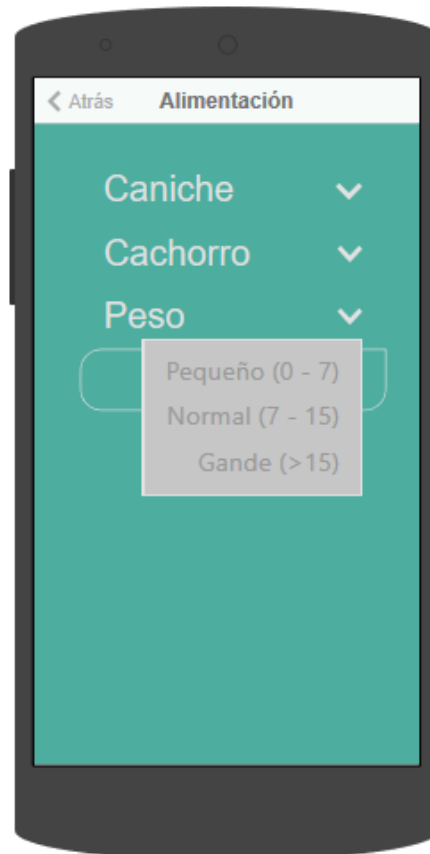 Atrás Alimentación
Caniche
Cachorro
Peso
Pequeño (0 - 7)
Normal (7 - 15)
Gande (>15)